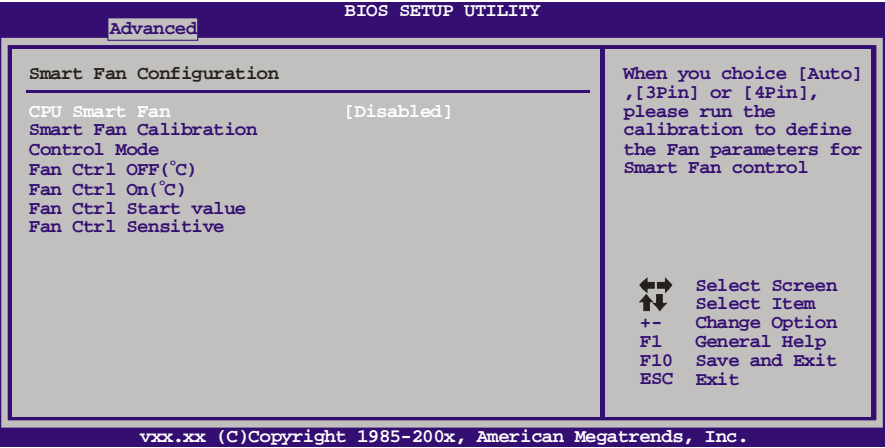 BIOS SETUP UTILITY
Advanced
Smart Fan Configuration
CPU Smart Fan [Disabled]
Smart Fan Calibration
Control Mode
Fan Ctrl OFF(°C)
Fan Ctrl On(°C)
Fan Ctrl Start value
Fan Ctrl Sensitive
When you choice [Auto]
,[3Pin] or [4Pin],
please run the
calibration to define
the Fan parameters for
Smart Fan control
Select Screen
Select Item
+- Change Option
F1 General Help
F10 Save and Exit
ESC Exit
vxx.xx (C)Copyright 1985-200x, American Megatrends, Inc.